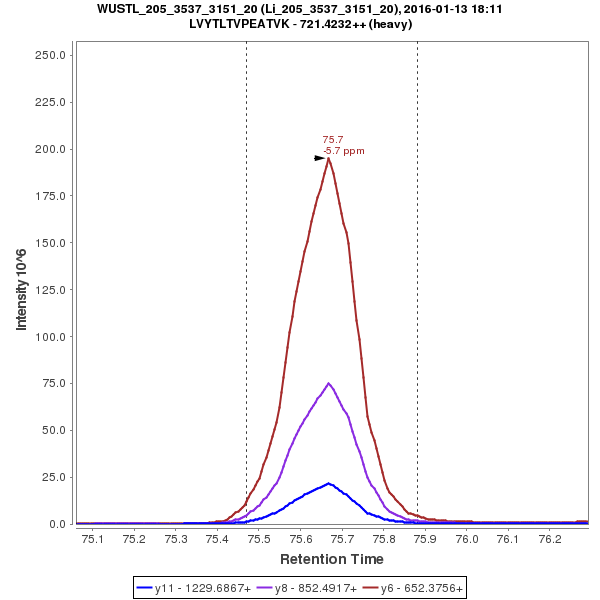 WUSTL_205_3537_3151_20 (Li_205_3537_3151_20), 2016-01-13 18:11
LVYTLTVPEATVK - 721.4232++ (heavy)
Intensity 10^6
250.0
225.0
200.0
175.0
150.0
125.0
100.0
75.0
50.0
25.0
0.0
75.7
-5.7 ppm
75.1 75.2 75.3 75.4 75.5 75.6 75.7 75.8 75.9 76.0 76.1 76.2
Retention Time
y11 - 1229.6867+ y8 - 852.4917+ y6 - 652.3756+